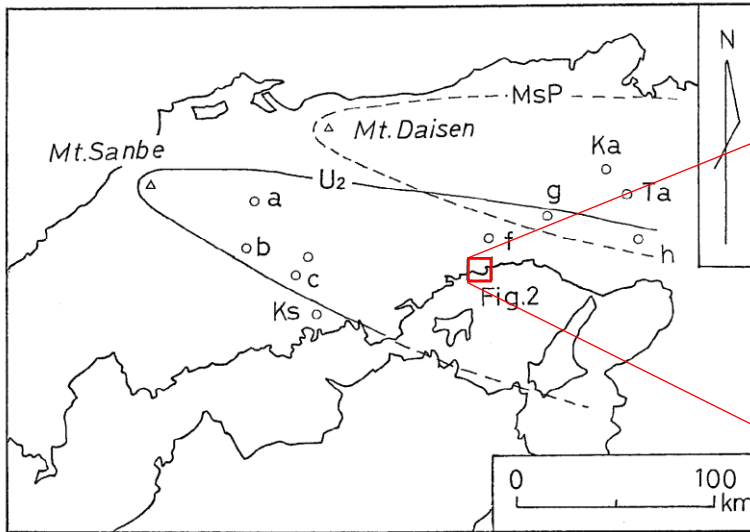 N
MsP
Mt.Daisen
Mt.Sanbe
Ka
U2
Ta
a
g
b
f
h
c
Fig.2
Ks
0 100
km